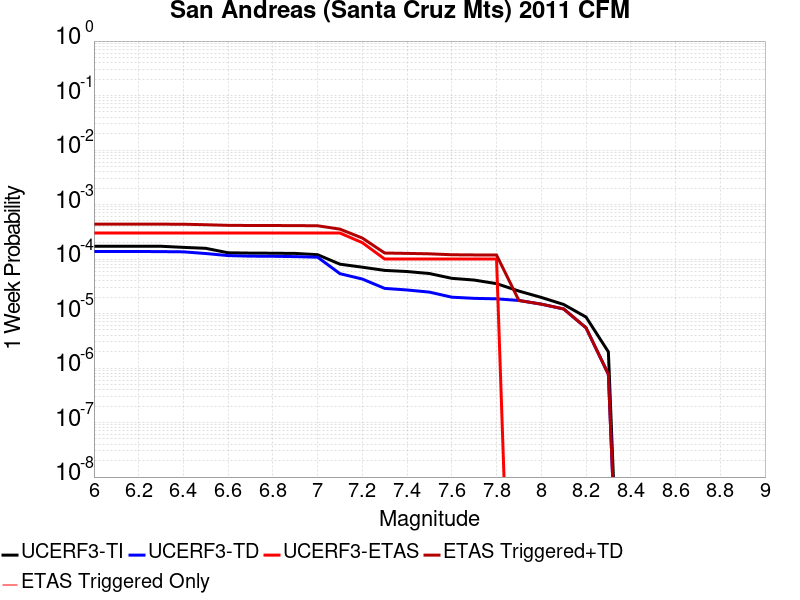 San Andreas (Santa Cruz Mts) 2011 CFM
1 Week Probability
10^0
10^-1
10^-2
10^-3
10^-4
10^-5
10^-6
10^-7
10^-8
6 6.2 6.4 6.6 6.8 7 7.2 7.4 7.6 7.8 8 8.2 8.4 8.6 8.8 9
Magnitude
UCERF3-TI UCERF3-TD UCERF3-ETAS ETAS Triggered+TD
ETAS Triggered Only